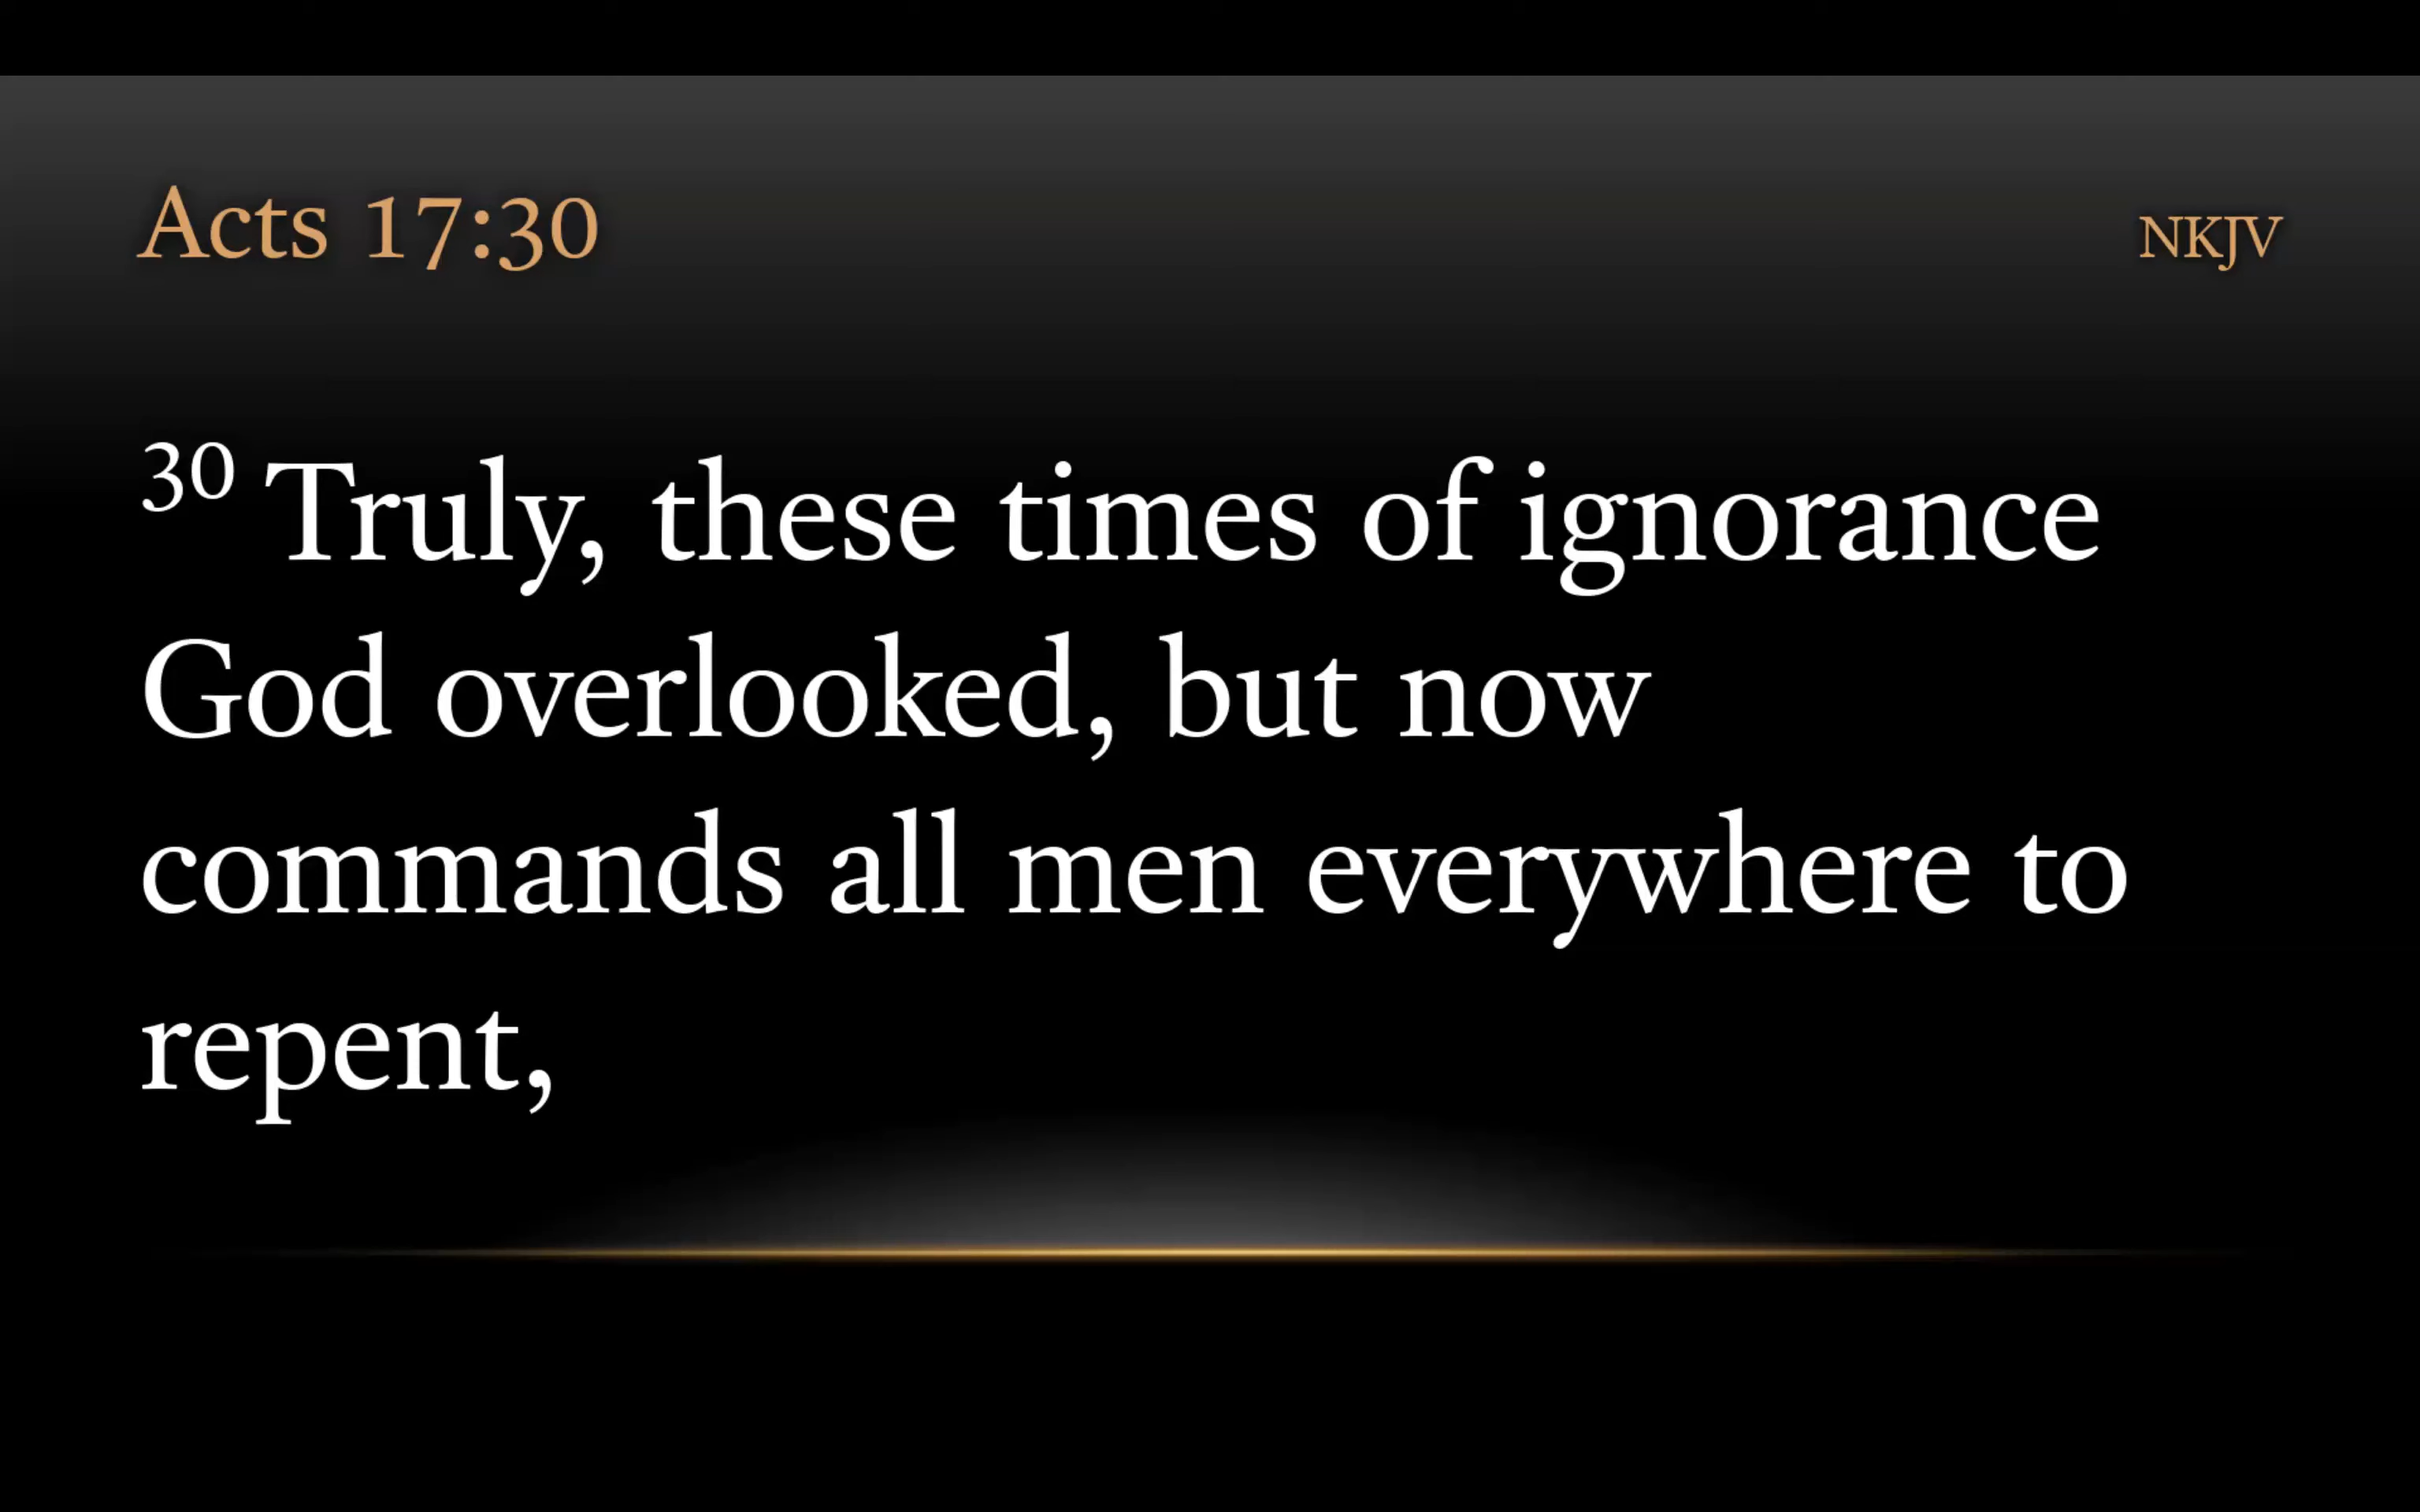 Acts 17:30
NKJV
30 Truly, these times of ignorance
God overlooked, but now
commands all men everywhere to
repent,